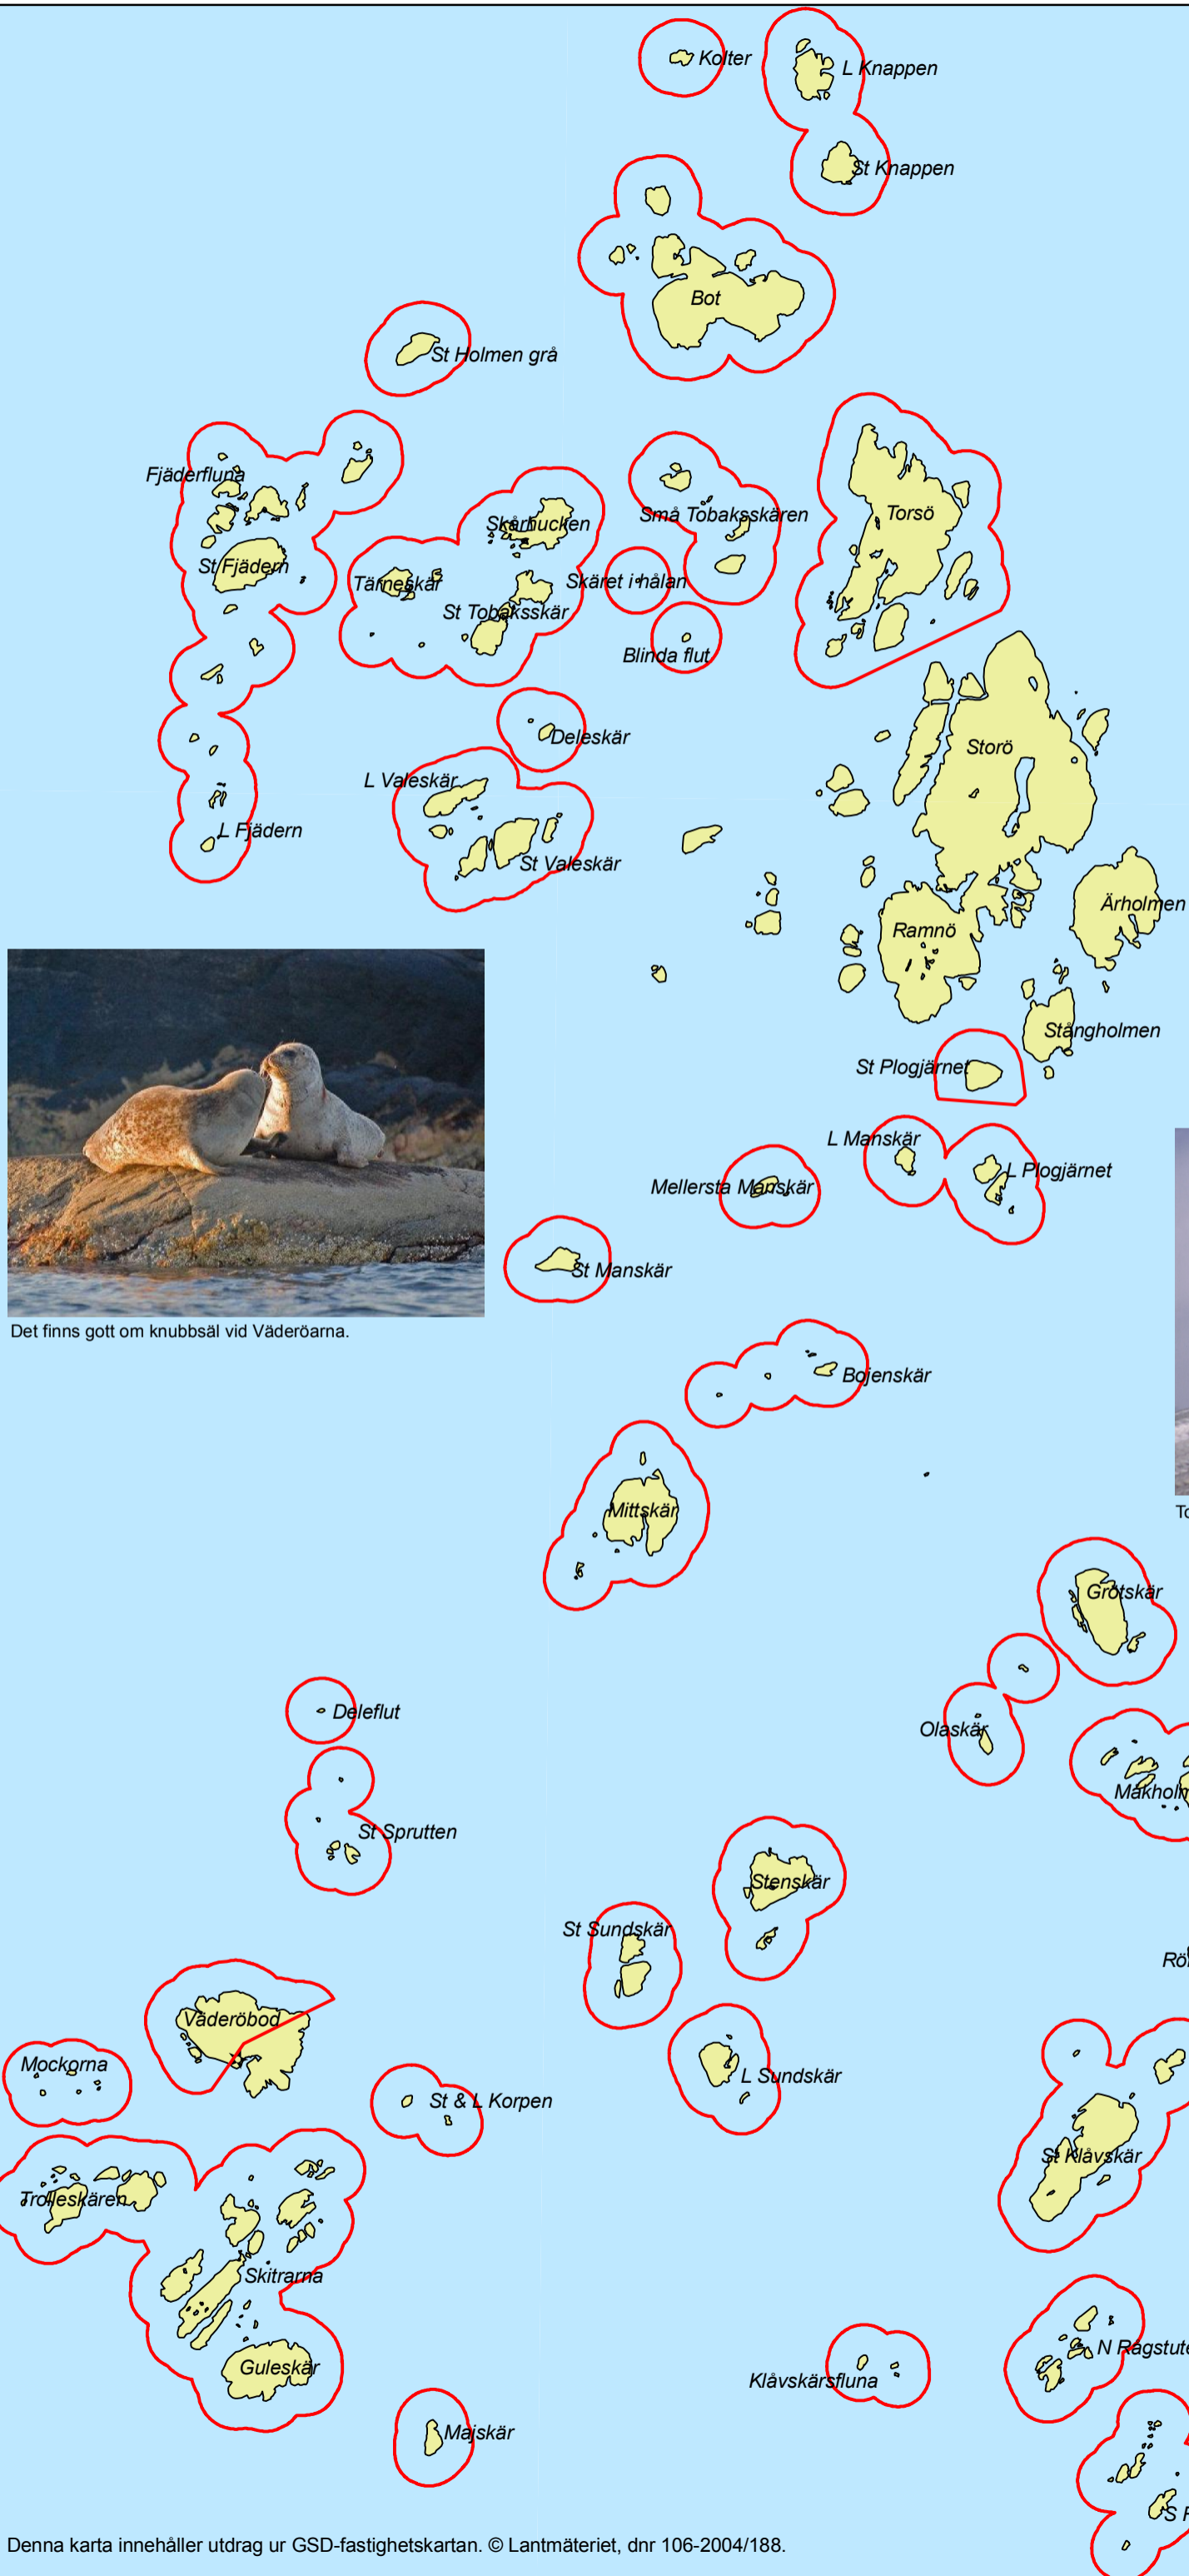 Kolter
L Knappen
St Knappen
Bot
St Holmen grå
Fjäderfluna
Skarbucken
Små Tobaksskären
Torsö
St Fjädern
Tärneskär
Skäret i hålan
St Tobaksskär
Blinda flut
Deleskär
Storö
L Valeskär
L Fjädern
St Valeskär
Ärholmen
Ramnö
Stångholmen
St Plogjärnet
L Manskär
L Plogjärnet
Mellersta Manskär
St Manskär
Det finns gott om knubbsäl vid Väderöarna.
Bojenskär
Mittskär
Grötskär
Deleflut
Olaskär
Makholm
St Sprutten
Stenskär
St Sundskär
Väderöbod
Mockorna
L Sundskär
St & L Korpen
St Klåvskär
Trolleskären
Skitrarna
N Ragstute
Guleskär
Klåvskärsfluna
Majskär
Denna karta innehåller utdrag ur GSD-fastighetskartan. © Lantmäteriet, dnr 106-2004/188.